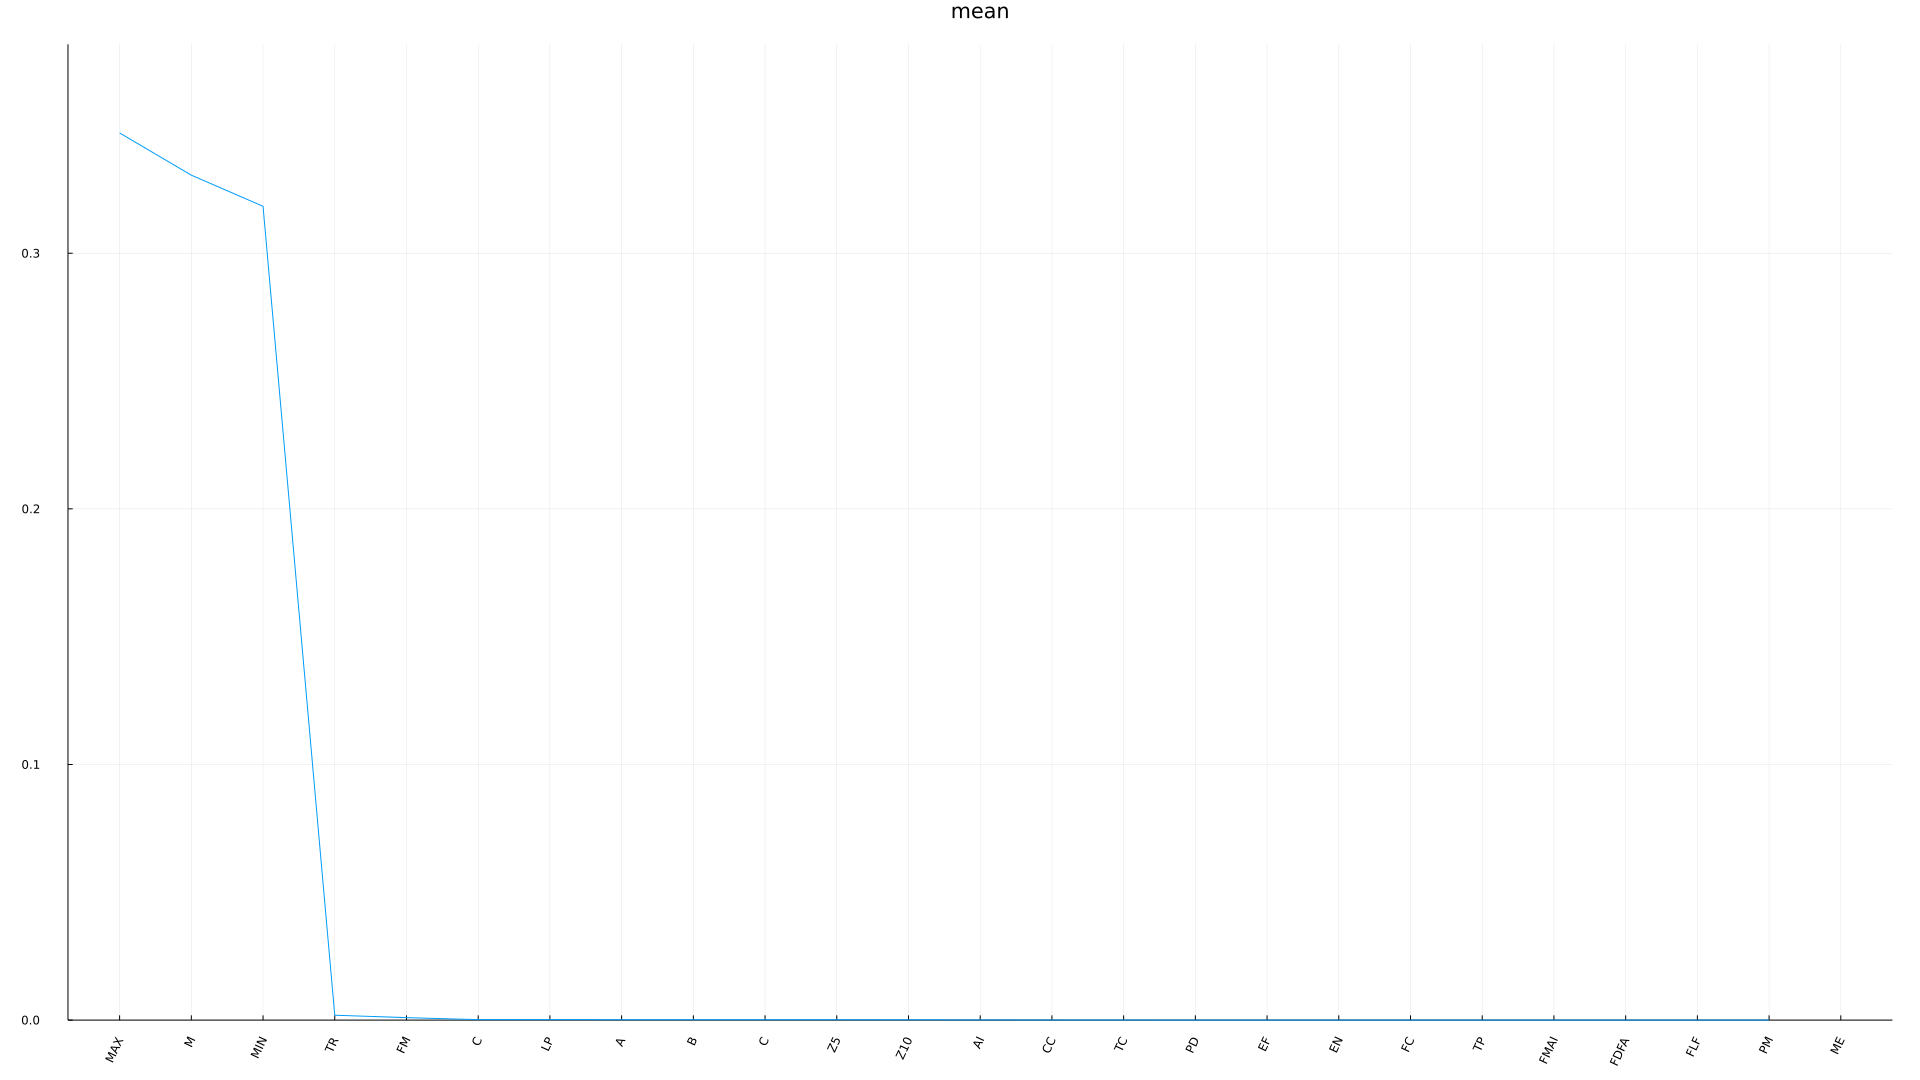 mean
0.3
0.2
0.1
0.0
MAX M MIN TR FM C LP A B C Z5 Z10 AI CC TC PD EF EN FC TP FMAI FDFA FLF PM ME